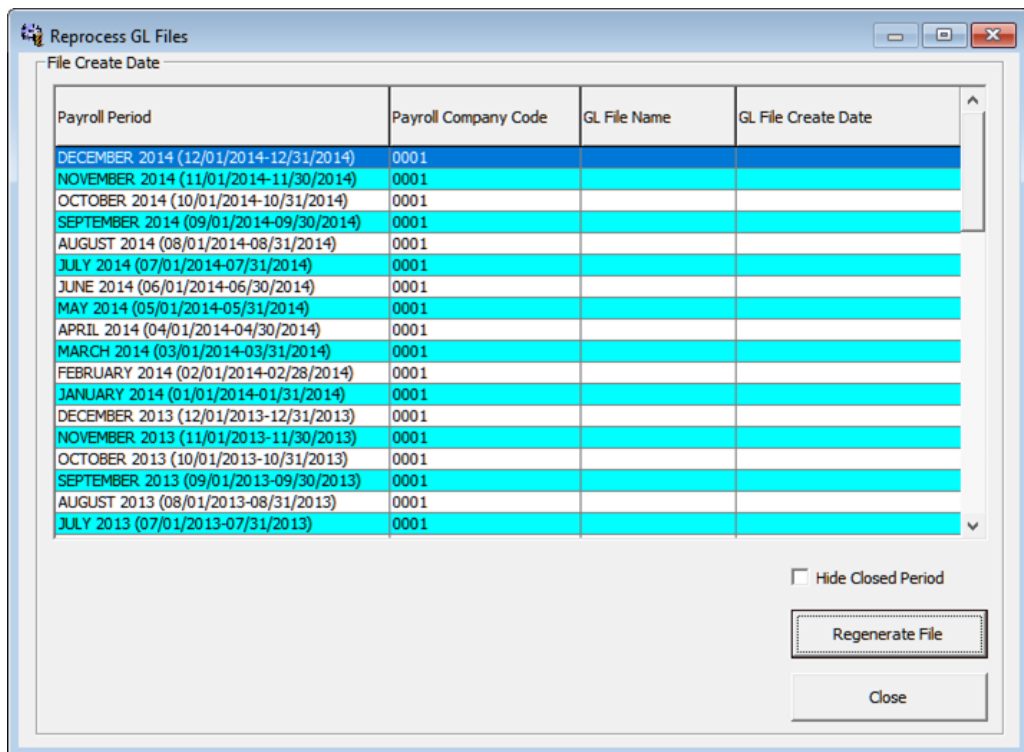 Reprocess GL Files
File Create Date
Payroll Period Payroll Company Code GL File Name GL File Create Date
DECEMBER 2014 (12/01/2014-12/31/2014) 0001
NOVEMBER 2014 (11/01/2014-11/30/2014) 0001
OCTOBER 2014 (10/01/2014-10/31/2014) 0001
SEPTEMBER 2014 (09/01/2014-09/30/2014) 0001
AUGUST 2014 (08/01/2014-08/31/2014) 0001
JULY 2014 (07/01/2014-07/31/2014) 0001
JUNE 2014 (06/01/2014-06/30/2014) 0001
MAY 2014 (05/01/2014-05/31/2014) 0001
APRIL 2014 (04/01/2014-04/30/2014) 0001
MARCH 2014 (03/01/2014-03/31/2014) 0001
FEBRUARY 2014 (02/01/2014-02/28/2014) 0001
JANUARY 2014 (01/01/2014-01/31/2014) 0001
DECEMBER 2013 (12/01/2013-12/31/2013) 0001
NOVEMBER 2013 (11/01/2013-11/30/2013) 0001
OCTOBER 2013 (10/01/2013-10/31/2013) 0001
SEPTEMBER 2013 (09/01/2013-09/30/2013) 0001
AUGUST 2013 (08/01/2013-08/31/2013) 0001
JULY 2013 (07/01/2013-07/31/2013) 0001
Hide Closed Period
Regenerate File
Close